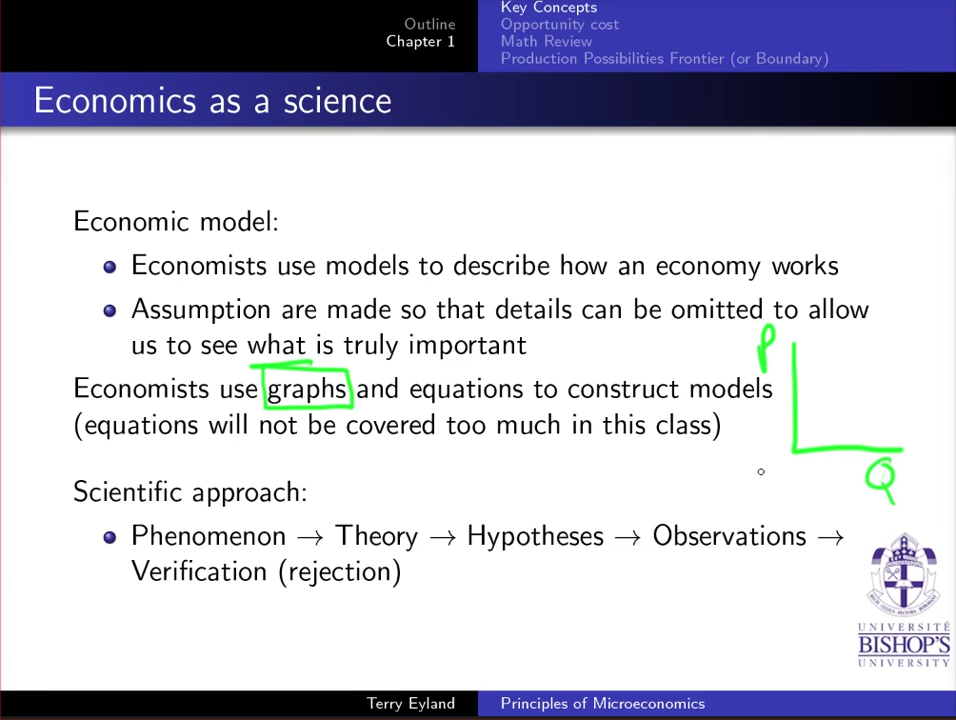 Outline
Chapter 1
Key Concepts
Opportunity cost
Math Review
Production Possibilities Frontier (or Boundary)
Economics as a science
Economic model:
Economists use models to describe how an economy works
Assumption are made so that details can be omitted to allow
us to see what is truly important
Economists use graphs and equations to construct models
(equations will not be covered too much in this class)
P
Q
Scientific approach:
Phenomenon → Theory → Hypotheses → Observations →
Verification (rejection)
UNIVERSITÉ
BISHOP'S
UNIVERSITY
Terry Eyland
Principles of Microeconomics